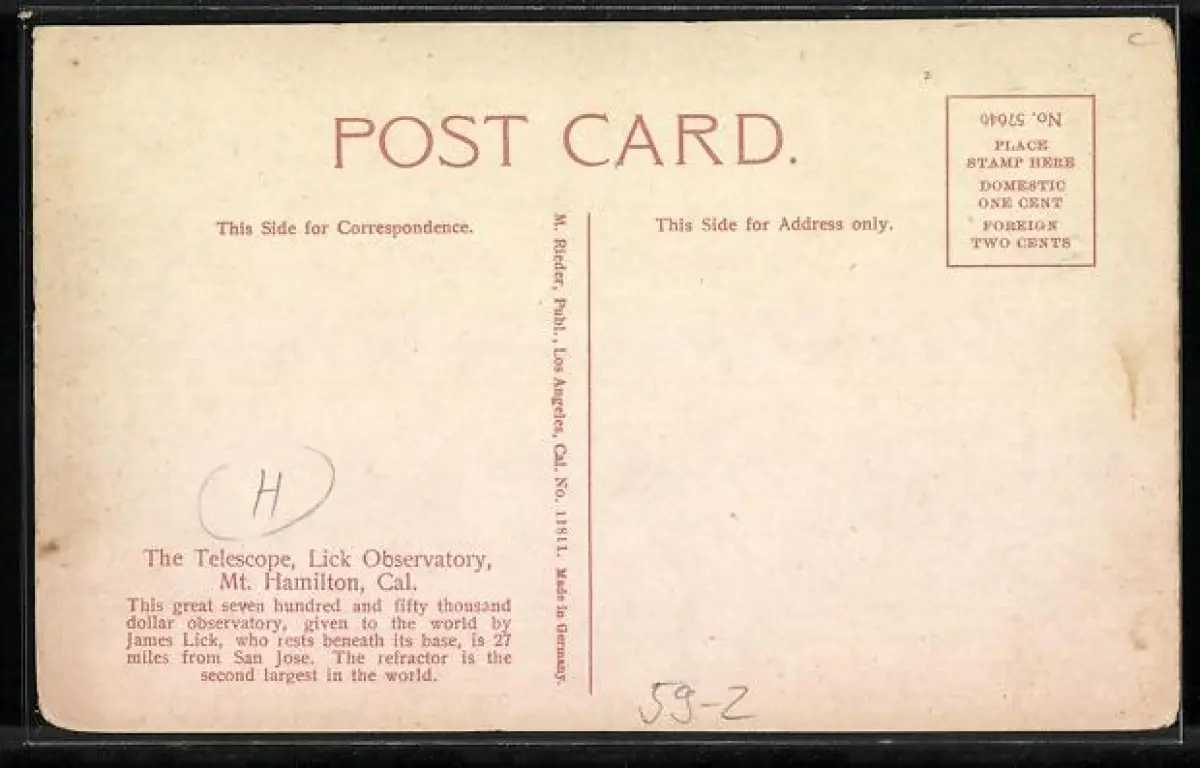 C
POST CARD.
No. 57640
PLACE
STAMP HERE
DOMESTIC
ONE CENT
FOREIGN
TWO CENTS
This Side for Correspondence.
M. Rieder, Publ., Los Angeles, Cal. No. 11811. Made in Germany.
This Side for Address only.
H
The Telescope, Lick Observatory,
Mt. Hamilton, Cal.
This great seven hundred and fifty thousand
dollar observatory, given to the world by
James Lick, who rests beneath its base, is 27
miles from San Jose. The refractor is the
second largest in the world.
59-2